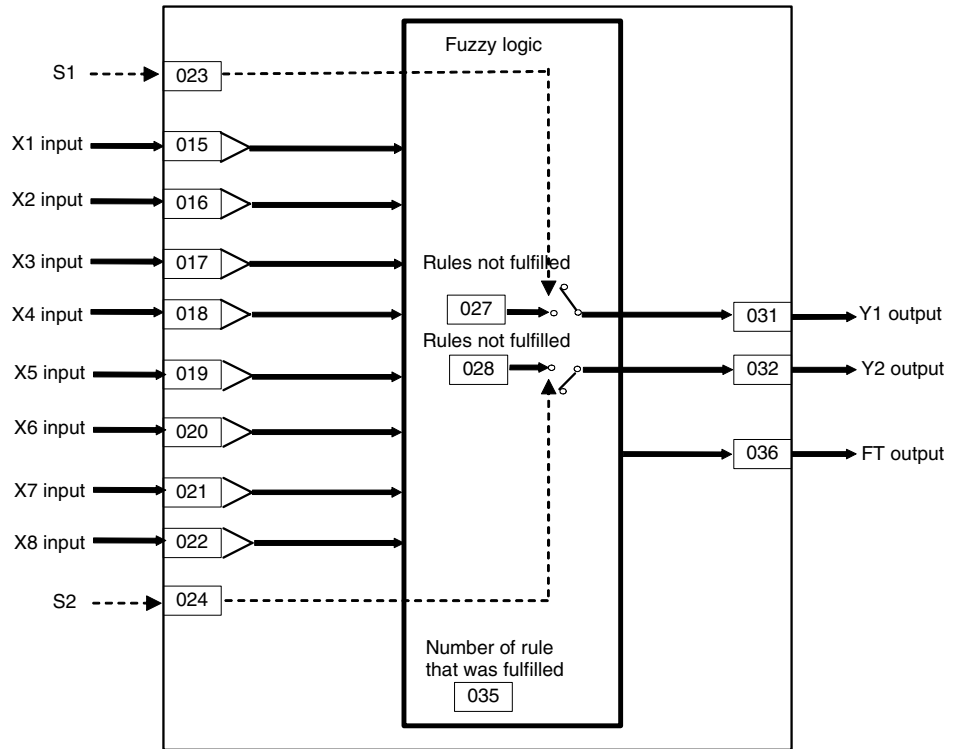 Fuzzy logic
S1
023
X1 input
015
X2 input
016
X3 input
017
X4 input
018
X5 input
019
X6 input
020
X7 input
021
X8 input
022
S2
024
Rules not fulfilled
027
Rules not fulfilled
028
031
Y1 output
032
Y2 output
036
FT output
Number of rule
that was fulfilled
035